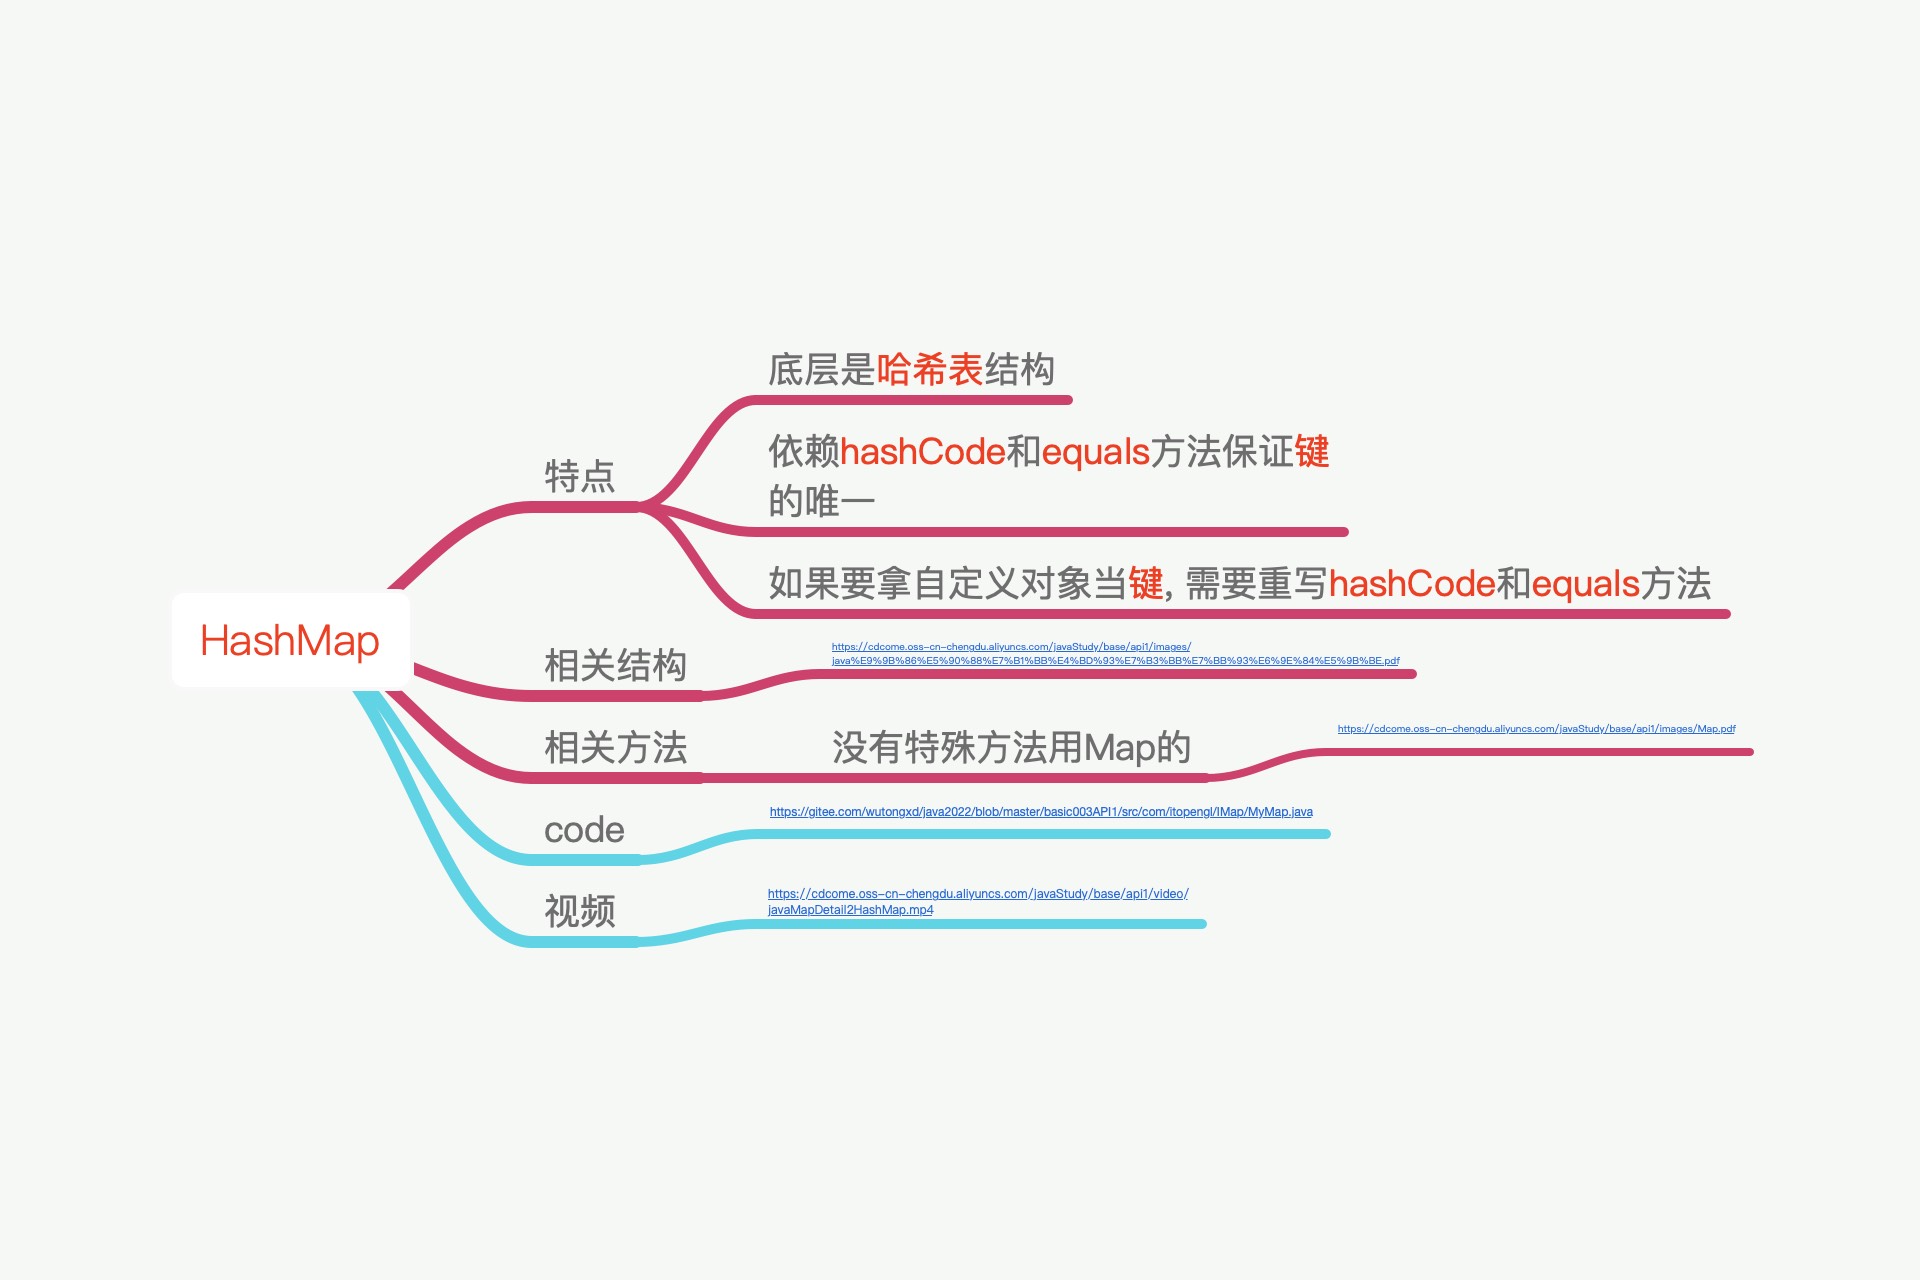 HashMap
特点
底层是哈希表结构
依赖hashCode和equals方法保证键
的唯一
如果要拿自定义对象当键, 需要重写hashCode和equals方法
相关结构
https://cdcome.oss-cn-chengdu.aliyuncs.com/javaStudy/base/api1/images/
java%E9%9B%86%E5%90%88%E7%B1%BB%E4%BD%93%E7%B3%BB%E7%BB%93%E6%9E%84%E5%9B%BE.pdf
相关方法
没有特殊方法用Map的
https://cdcome.oss-cn-chengdu.aliyuncs.com/javaStudy/base/api1/images/Map.pdf
code
https://gitee.com/wutongxd/java2022/blob/master/basic003API1/src/com/itopengl/IMap/MyMap.java
视频
https://cdcome.oss-cn-chengdu.aliyuncs.com/javaStudy/base/api1/video/
javaMapDetail2HashMap.mp4